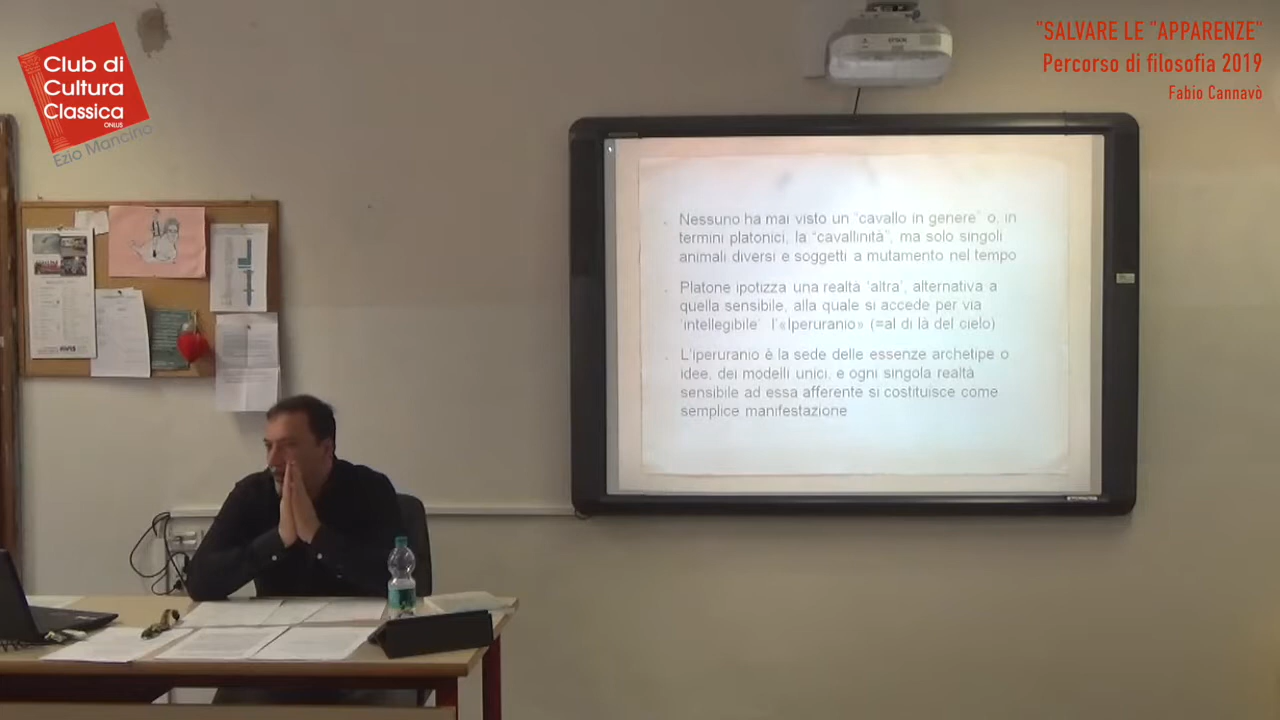 Club di
Cultura
Classica
ONLUS
Ezio Mancino
"SALVARE LE "APPARENZE"
Percorso di filosofia 2019
Fabio Cannavò
EPSON
Nessuno ha mai visto un "cavallo in genere" o, in
termini platonici, la "cavallinità", ma solo singoli
animali diversi e soggetti a mutamento nel tempo
Platone ipotizza una realtà 'altra', alternativa a
quella sensibile, alla quale si accede per via
'intellegibile' l'«Iperuranio» (=al di là del cielo)
L'iperuranio è la sede delle essenze archetipe o
idee, dei modelli unici, e ogni singola realtà
sensibile ad essa afferente si costituisce come
semplice manifestazione